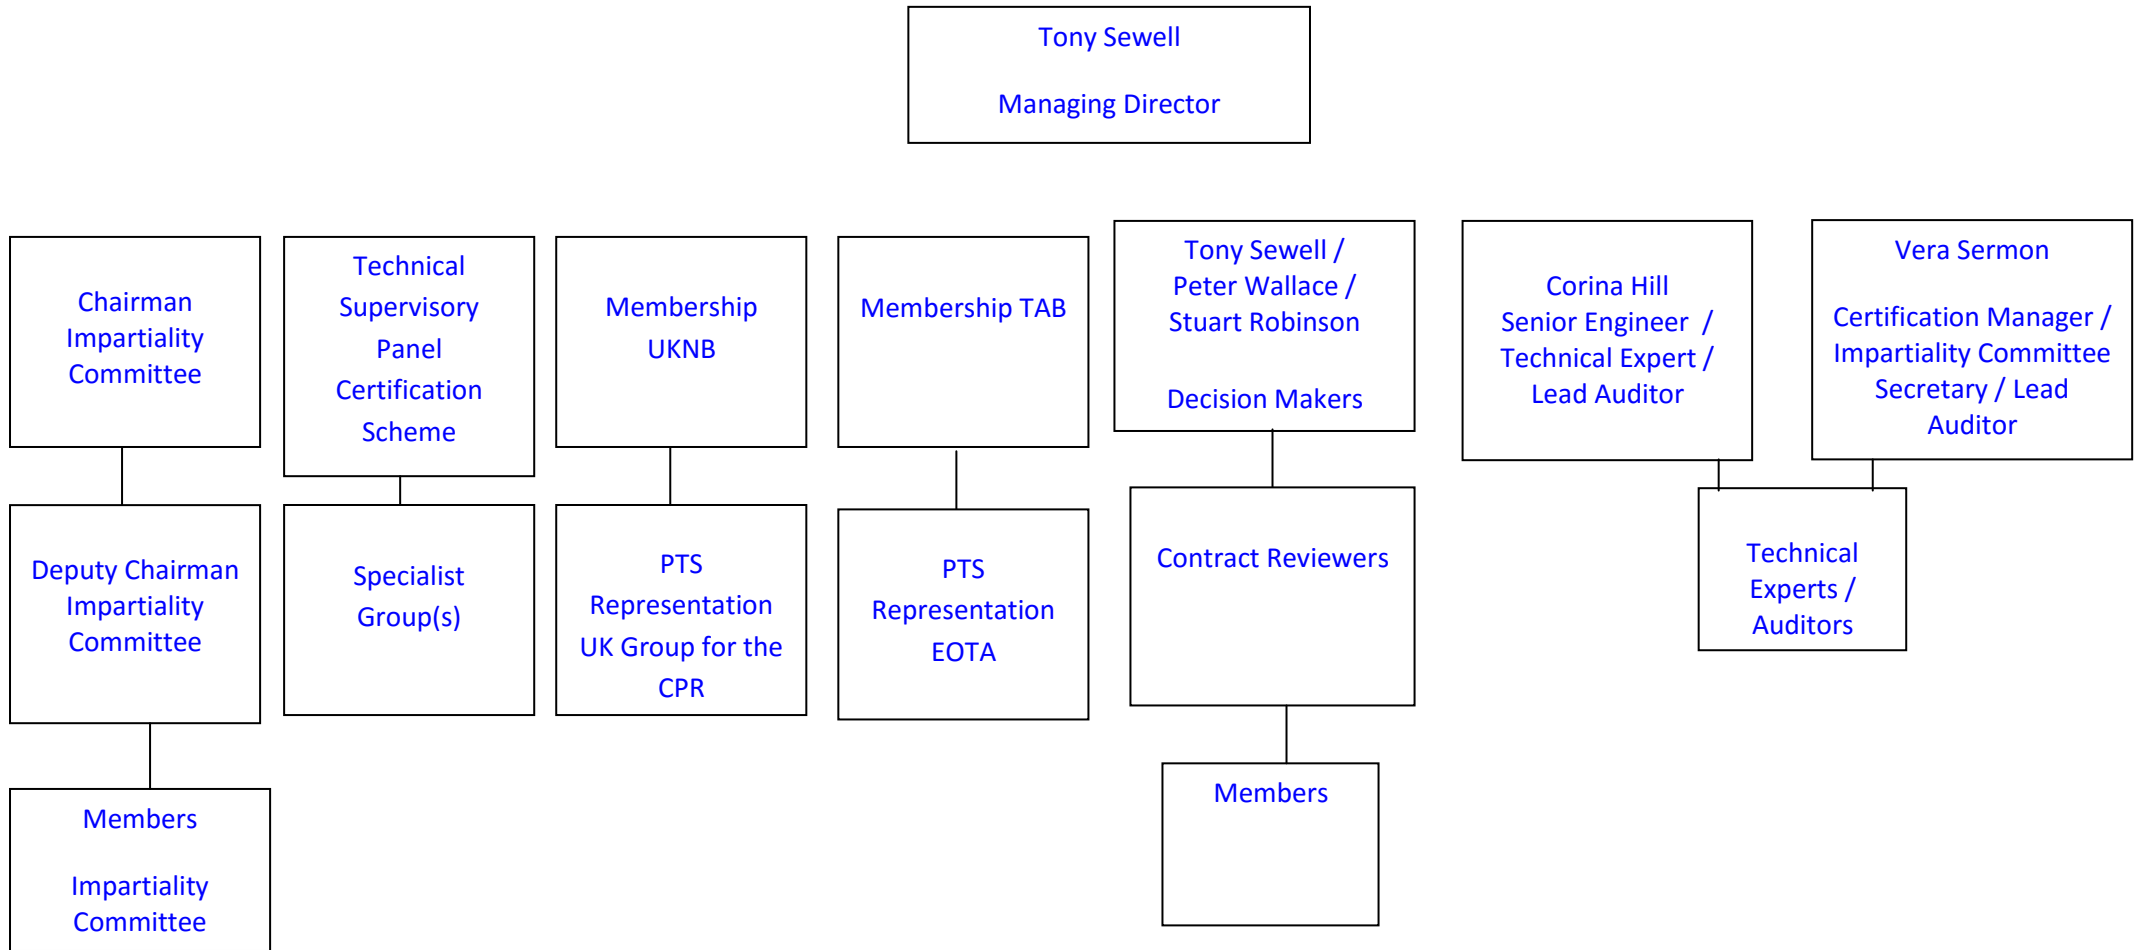 Tony Sewell
Managing Director
Chairman
Impartiality
Committee
Technical
Supervisory
Panel
Certification
Scheme
Membership
UKNB
Membership TAB
Tony Sewell /
Peter Wallace /
Stuart Robinson
Decision Makers
Corina Hill
Senior Engineer /
Technical Expert /
Lead Auditor
Vera Sermon
Certification Manager /
Impartiality Committee
Secretary / Lead
Auditor
Deputy Chairman
Impartiality
Committee
Specialist
Group(s)
PTS
Representation
UK Group for the
CPR
PTS
Representation
EOTA
Contract Reviewers
Technical
Experts /
Auditors
Members
Impartiality
Committee
Members